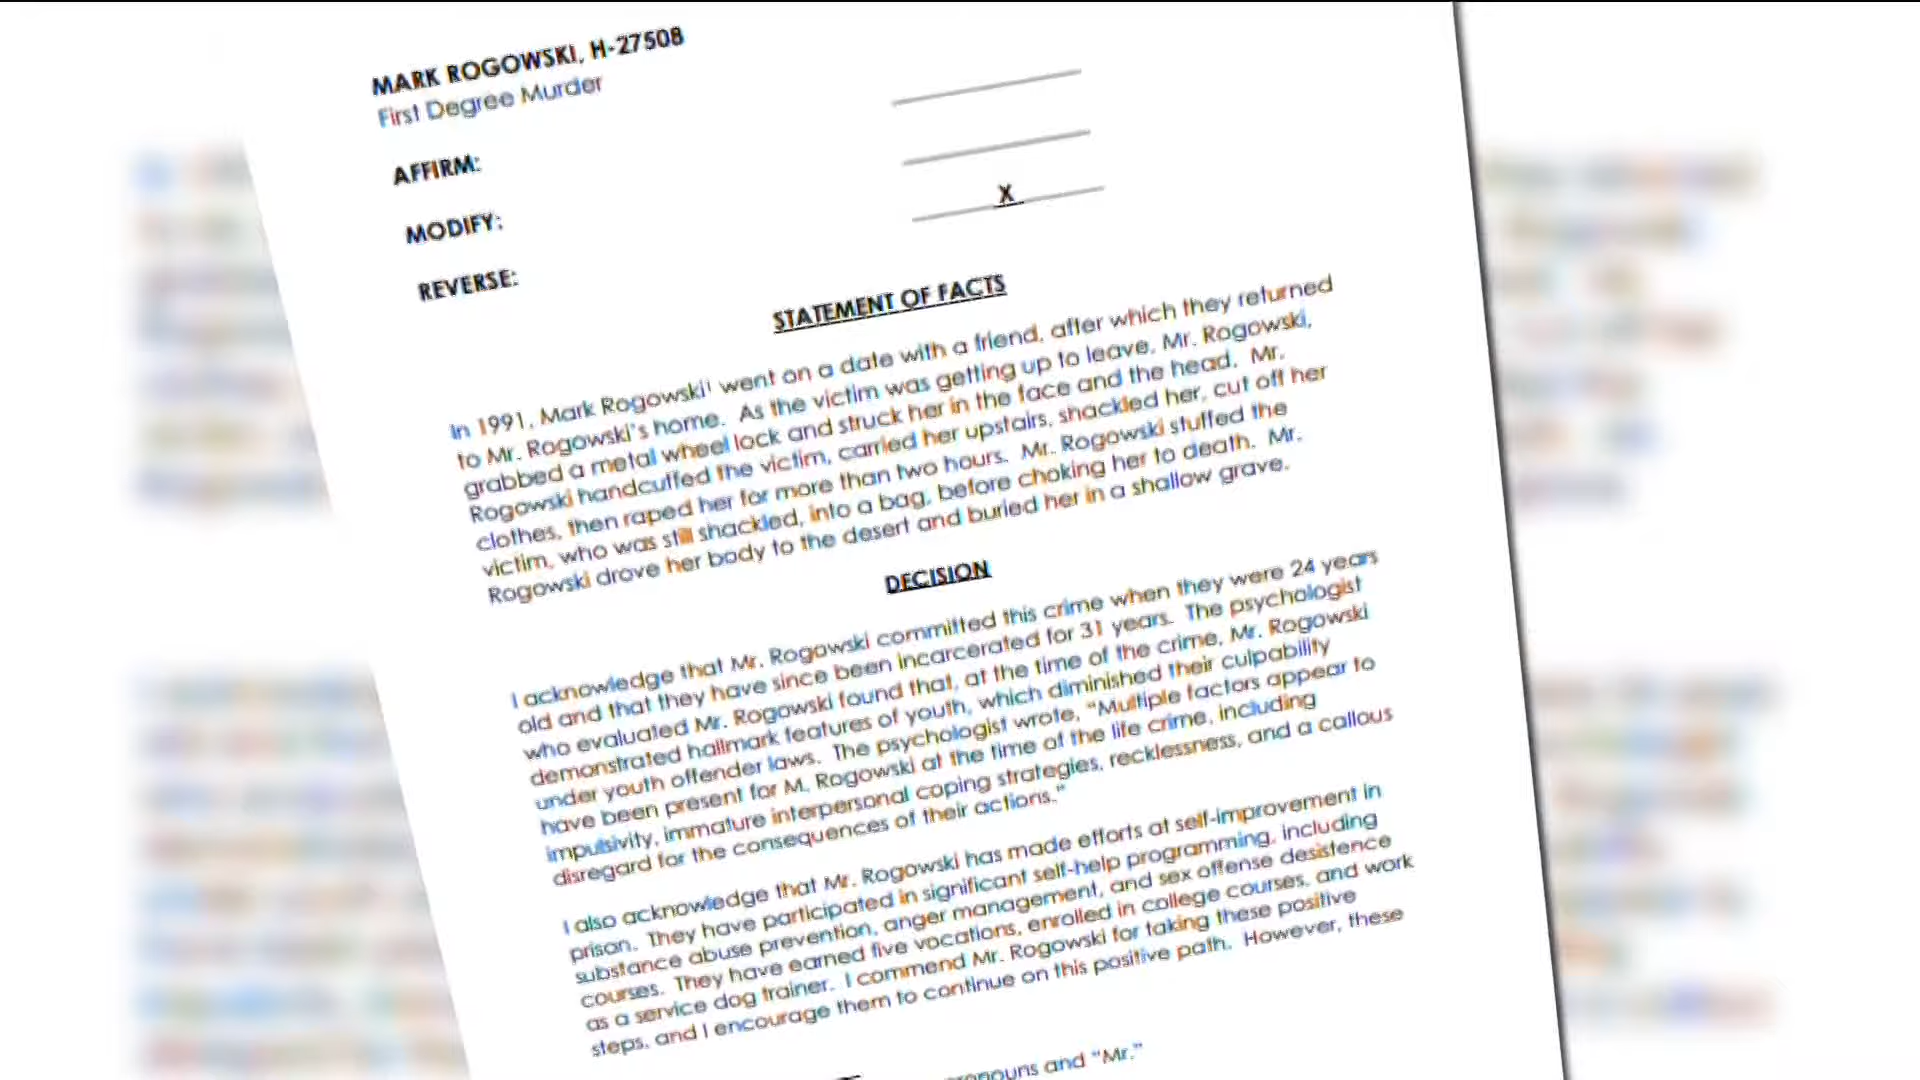 MARK ROGOWSKI, H-27508
First Degree Murder
AFFIRM:
MODIFY:
REVERSE:
X
STATEMENT OF FACTS
In 1991, Mark Rogowski¹ went on a date with a friend, after which they returned
to Mr. Rogowski's home. As the victim was getting up to leave, Mr. Rogowski,
grabbed a metal wheel lock and struck her in the face and the head. Mr.
Rogowski handcuffed the victim, carried her upstairs, shackled her, cut off her
clothes, then raped her for more than two hours. Mr. Rogowski stuffed the
victim, who was still shackled, into a bag, before choking her to death. Mr.
Rogowski drove her body to the desert and buried her in a shallow grave.
DECISION
I acknowledge that Mr. Rogowski committed this crime when they were 24 years
old and that they have since been incarcerated for 31 years. The psychologist
who evaluated Mr. Rogowski found that, at the time of the crime, Mr. Rogowski
demonstrated hallmark features of youth, which diminished their culpability
under youth offender laws. The psychologist wrote, "Multiple factors appear to
have been present for M. Rogowski at the time of the life crime, including
impulsivity, immature interpersonal coping strategies, recklessness, and a callous
disregard for the consequences of their actions."
I also acknowledge that Mr. Rogowski has made efforts at self-improvement in
prison. They have participated in significant self-help programming, including
substance abuse prevention, anger management, and sex offense desistence
courses. They have earned five vocations, enrolled in college courses, and work
as a service dog trainer. I commend Mr. Rogowski for taking these positive
steps, and I encourage them to continue on this positive path. However, these
pronouns and "Mr."